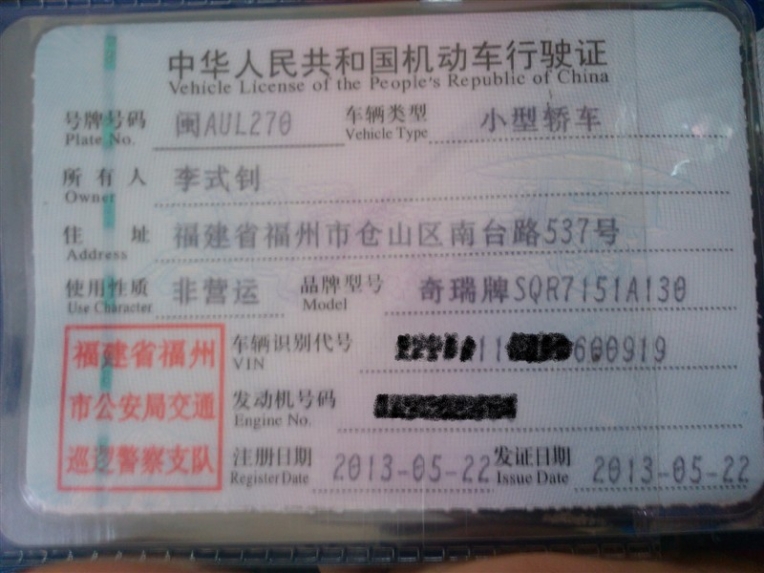 中华人民共和国机动车行驶证
Vehicle License of the People's Republic of China
号牌号码 闽AUL270 车辆类型 小型轿车
Plate No. Vehicle Type
所有人 李式钊
Owner
住址 福建省福州市仓山区南台路537号
Address
使用性质 非营运 品牌型号 奇瑞牌SQR7151A130
Use Character Model
福建省福州
市公安局交通
巡逻警察支队
车辆识别代号 11 600919
VIN
发动机号码
Engine No.
注册日期 2013-05-22 发证日期 2013-05-22
Register Date Issue Date